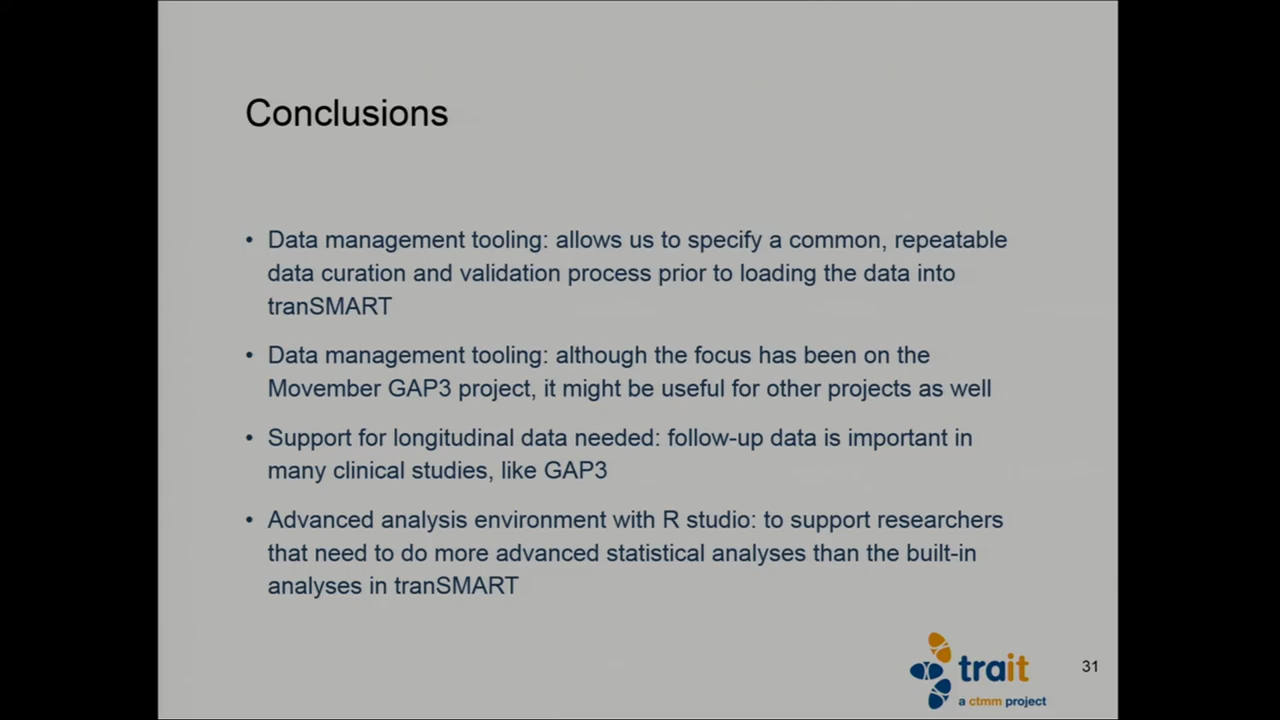 Conclusions
• Data management tooling: allows us to specify a common, repeatable
data curation and validation process prior to loading the data into
tranSMART
• Data management tooling: although the focus has been on the
Movember GAP3 project, it might be useful for other projects as well
• Support for longitudinal data needed: follow-up data is important in
many clinical studies, like GAP3
• Advanced analysis environment with R studio: to support researchers
that need to do more advanced statistical analyses than the built-in
analyses in tranSMART
trait
a ctmm project
31